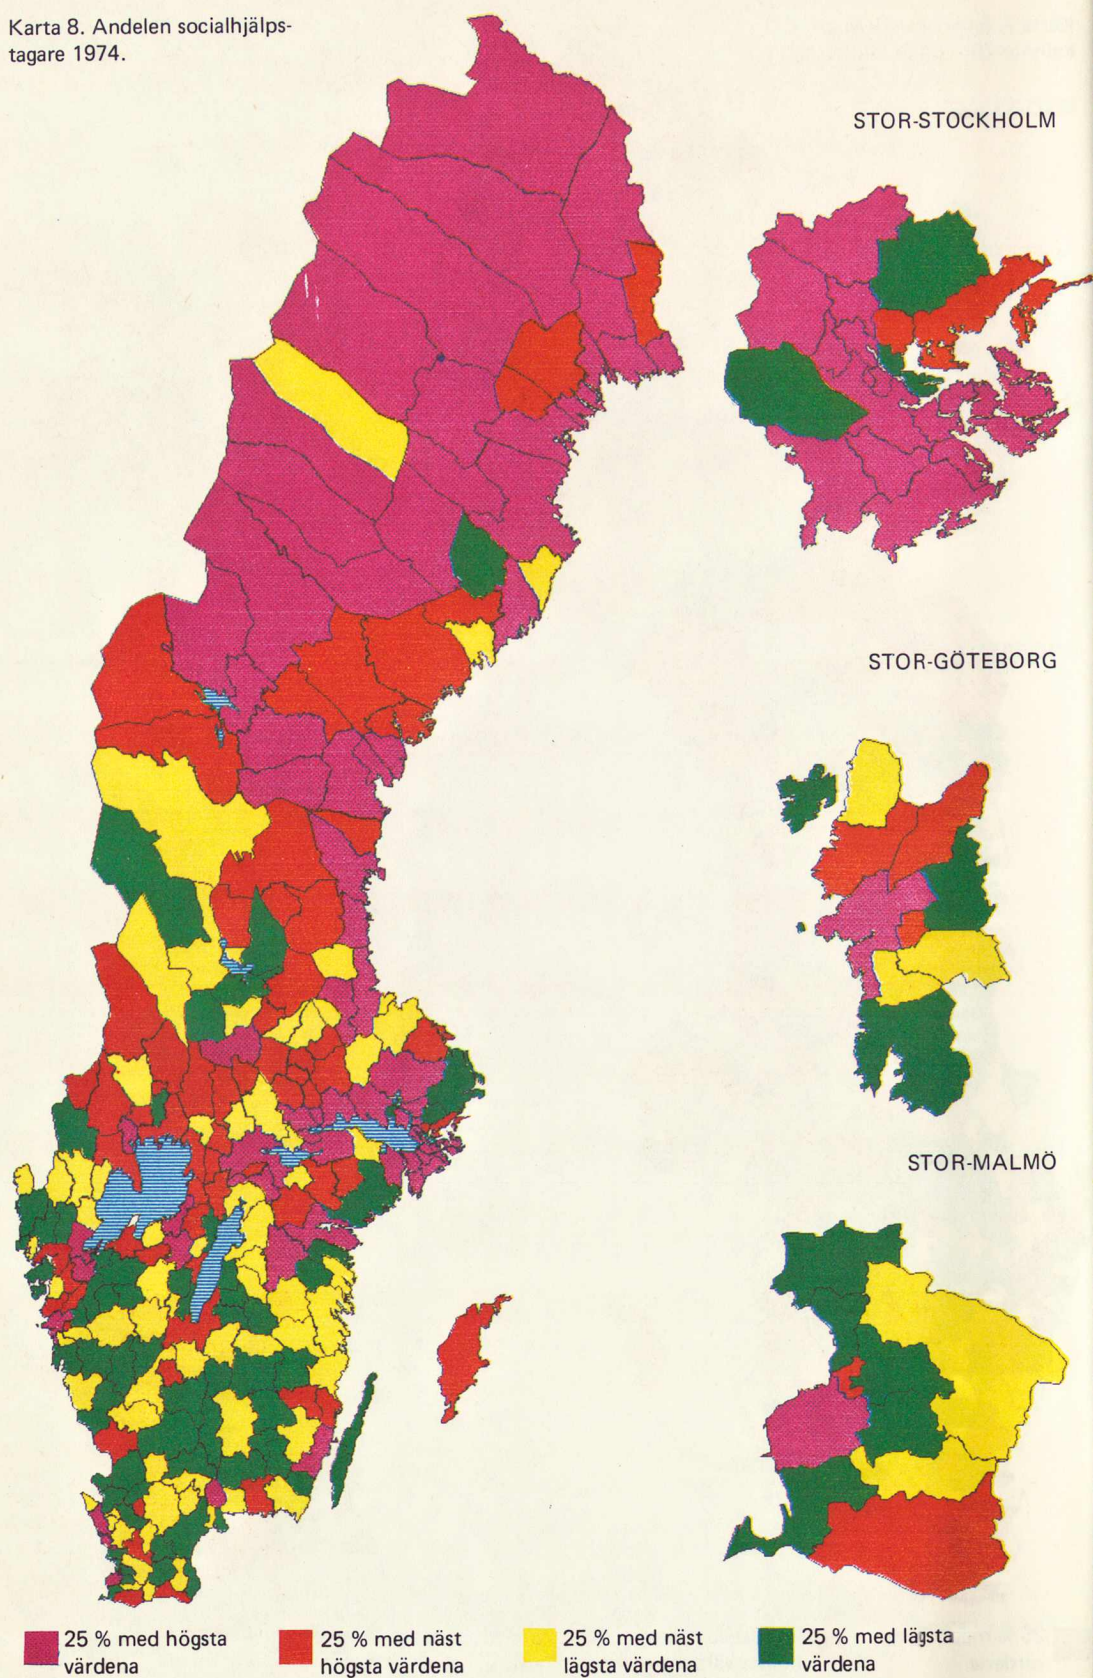 Karta 8. Andelen socialhjälps-
tagare 1974.
STOR-STOCKHOLM
STOR-GÖTEBORG
STOR-MALMÖ
25 % med högsta
värdena
25 % med näst
högsta värdena
25 % med näst
lägsta värdena
25 % med lägsta
värdena